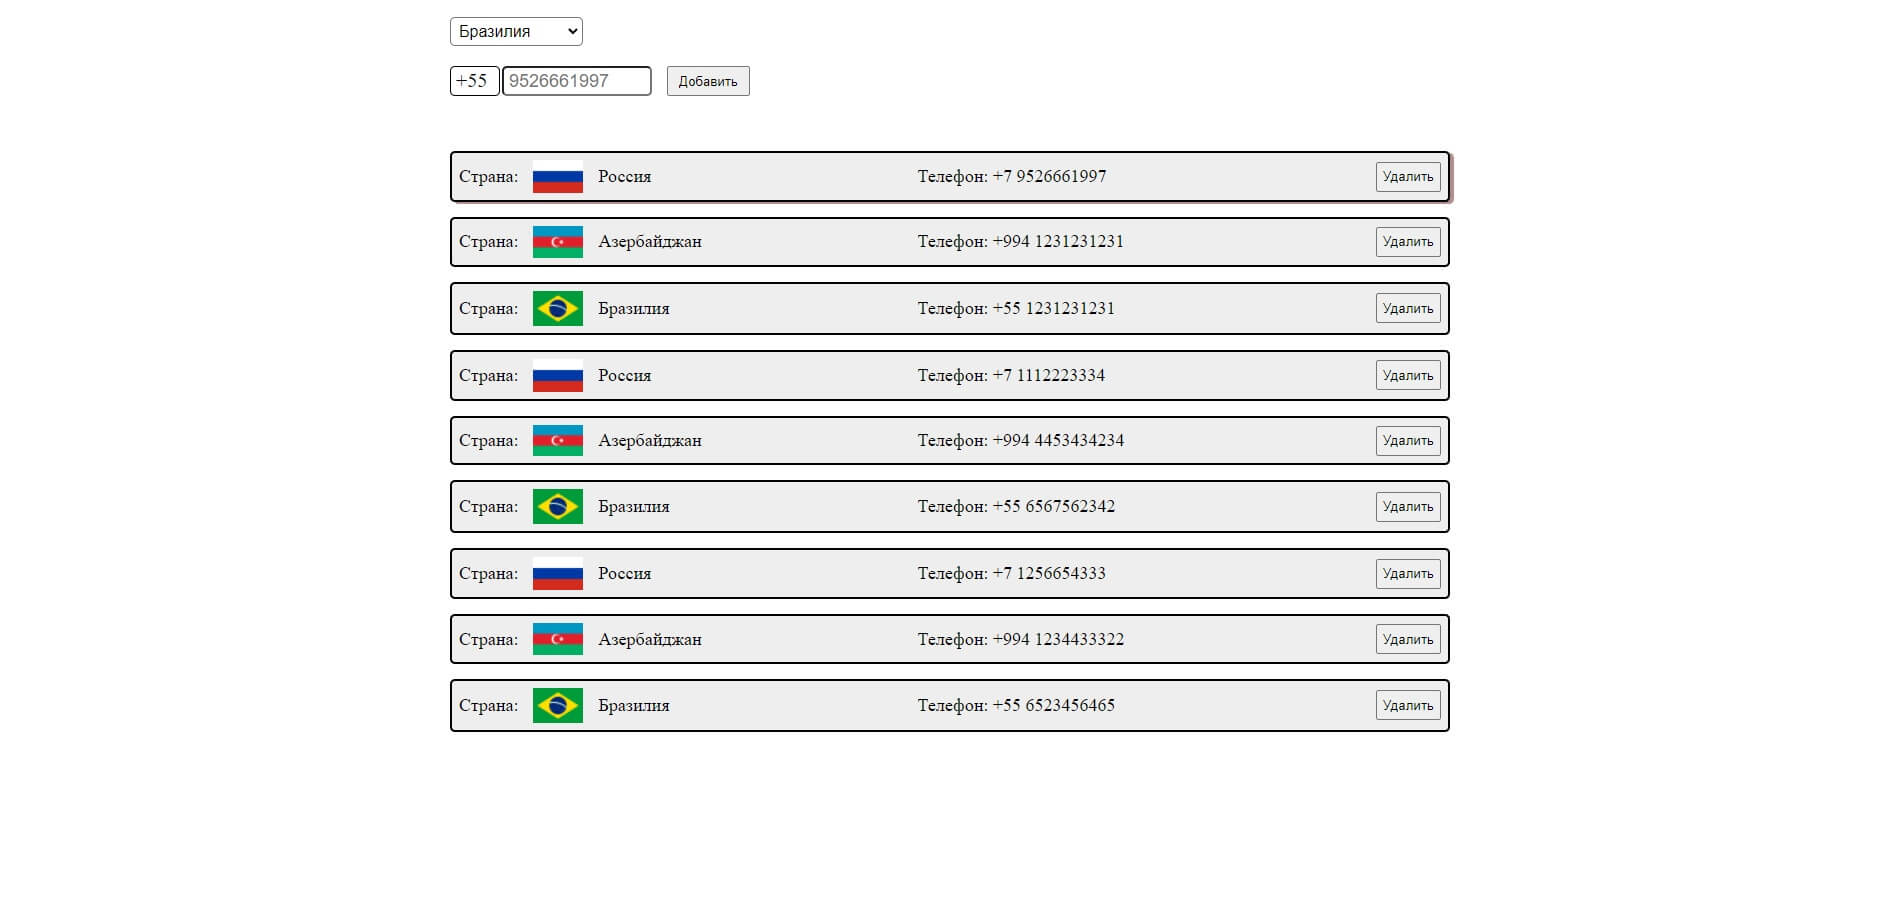 Бразилия
+55 9526661997 Добавить
Страна: Россия Телефон: +7 9526661997 Удалить
Страна: Азербайджан Телефон: +994 1231231231 Удалить
Страна: Бразилия Телефон: +55 1231231231 Удалить
Страна: Россия Телефон: +7 1112223334 Удалить
Страна: Азербайджан Телефон: +994 4453434234 Удалить
Страна: Бразилия Телефон: +55 6567562342 Удалить
Страна: Россия Телефон: +7 1256654333 Удалить
Страна: Азербайджан Телефон: +994 1234433322 Удалить
Страна: Бразилия Телефон: +55 6523456465 Удалить